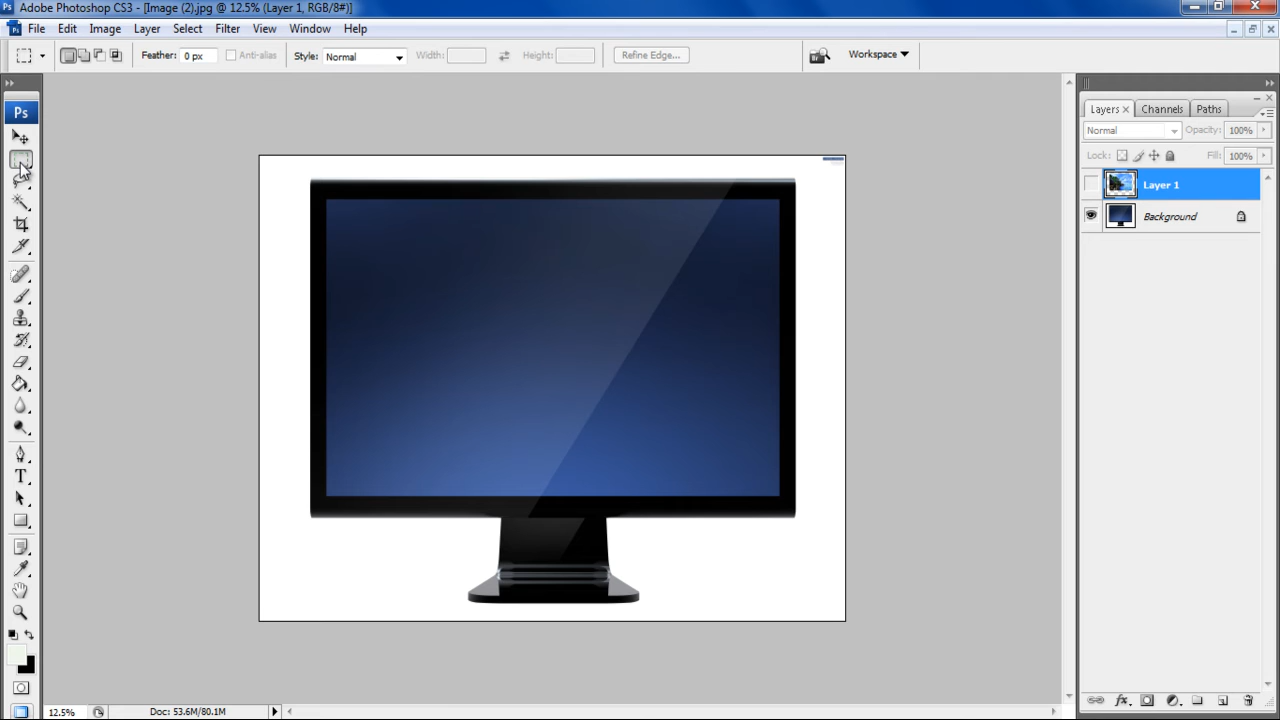 Adobe Photoshop CS3 - [Image (2).jpg @ 12.5% (Layer 1, RGB/8#)]
File Edit Image Layer Select Filter View Window Help
Feather: 0 px Anti-alias Style: Normal Width: Height: Refine Edge... Workspace
Ps
Layers Channels Paths
Normal Opacity: 100%
Lock: Fill: 100%
Layer 1
Background
12.5% Doc: 53.6M/80.1M